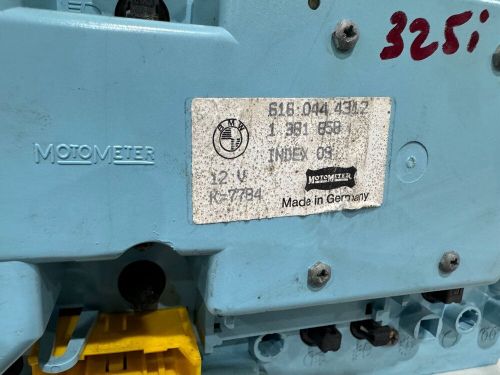 325i
616.044 4312
BMW
1 381 658
INDEX 09
MOTOMETER
12 V
MOTOMETER
K=7784
Made in Germany